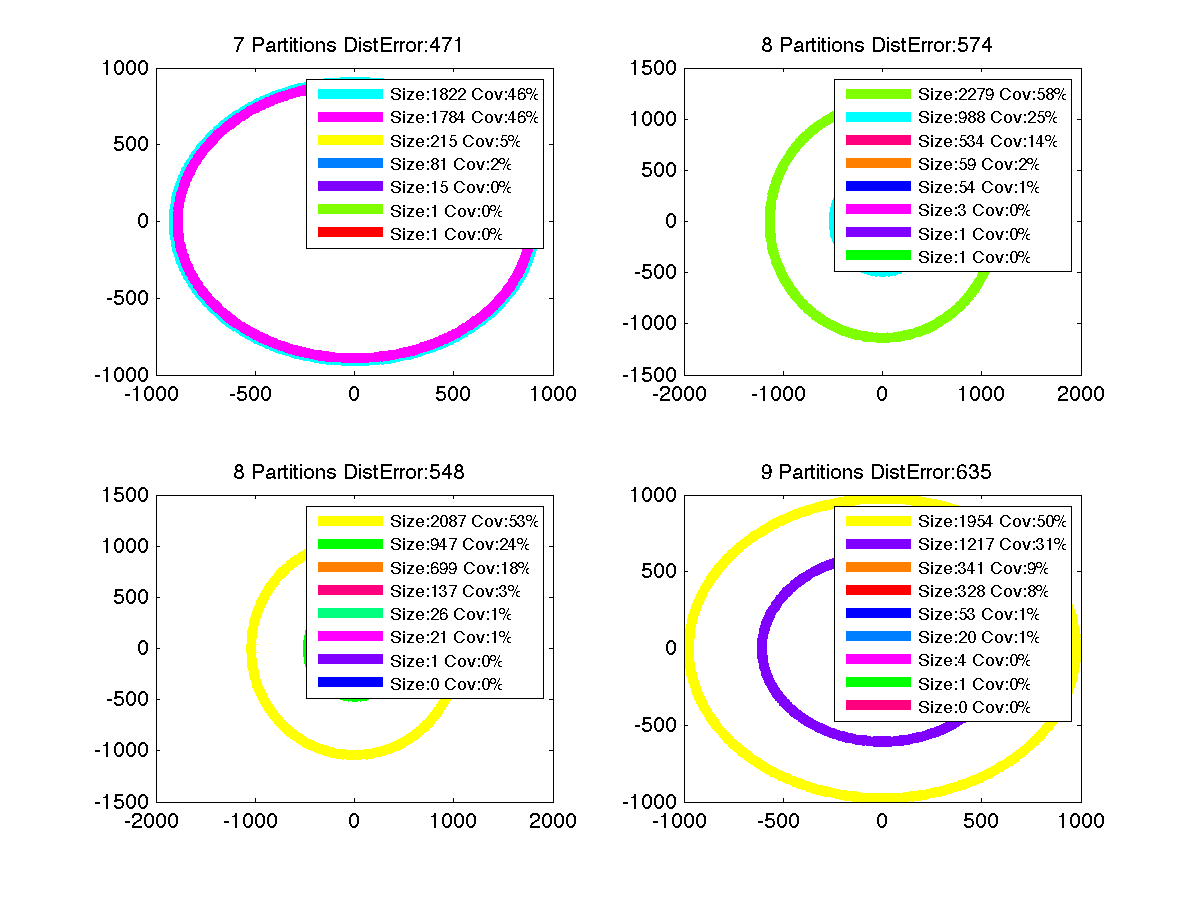 7 Partitions DistError:471
1000
500
0
-500
-1000
-1000 -500 0 500 1000
Size:1822 Cov:46%
Size:1784 Cov:46%
Size:215 Cov:5%
Size:81 Cov:2%
Size:15 Cov:0%
Size:1 Cov:0%
Size:1 Cov:0%
8 Partitions DistError:574
1500
1000
500
0
-500
-1000
-1500
-2000 -1000 0 1000 2000
Size:2279 Cov:58%
Size:988 Cov:25%
Size:534 Cov:14%
Size:59 Cov:2%
Size:54 Cov:1%
Size:3 Cov:0%
Size:1 Cov:0%
Size:1 Cov:0%
8 Partitions DistError:548
1500
1000
500
0
-500
-1000
-1500
-2000 -1000 0 1000 2000
Size:2087 Cov:53%
Size:947 Cov:24%
Size:699 Cov:18%
Size:137 Cov:3%
Size:26 Cov:1%
Size:21 Cov:1%
Size:1 Cov:0%
Size:0 Cov:0%
9 Partitions DistError:635
1000
500
0
-500
-1000
-1000 -500 0 500 1000
Size:1954 Cov:50%
Size:1217 Cov:31%
Size:341 Cov:9%
Size:328 Cov:8%
Size:53 Cov:1%
Size:20 Cov:1%
Size:4 Cov:0%
Size:1 Cov:0%
Size:0 Cov:0%